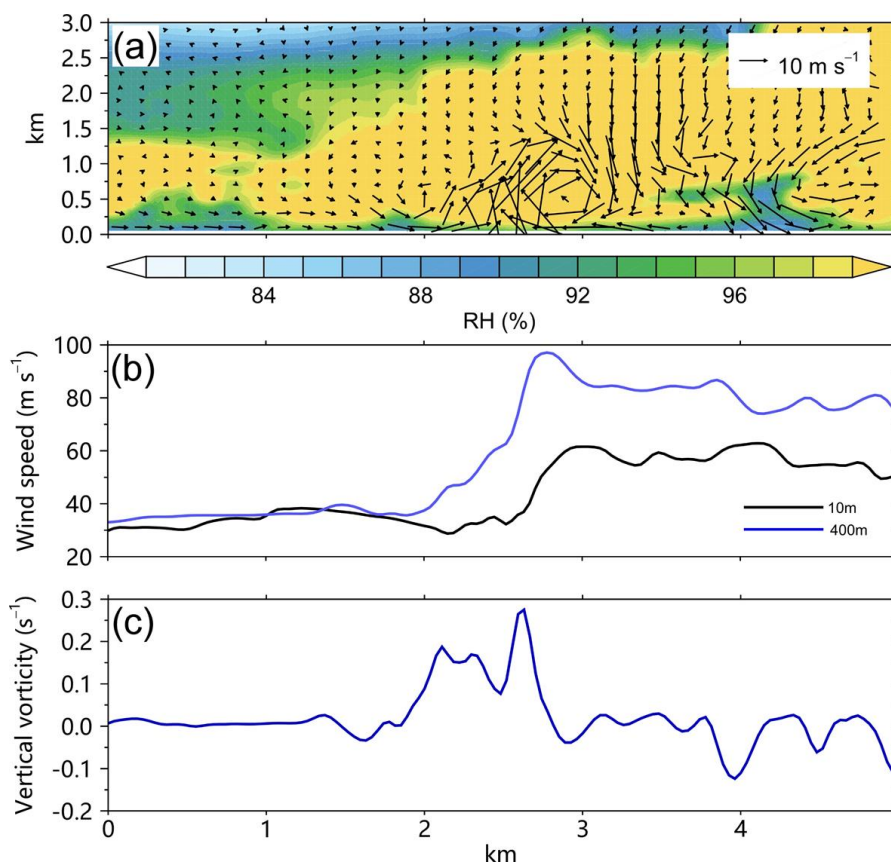 (a)
10 m s⁻¹
3.0
2.5
2.0
1.5
1.0
0.5
0.0
km
84 88 92 96
RH (%)
(b)
100
80
60
40
20
Wind speed (m s⁻¹)
10m
400m
(c)
0.3
0.2
0.1
0.0
-0.1
-0.2
Vertical vorticity (s⁻¹)
0 1 2 3 4
km